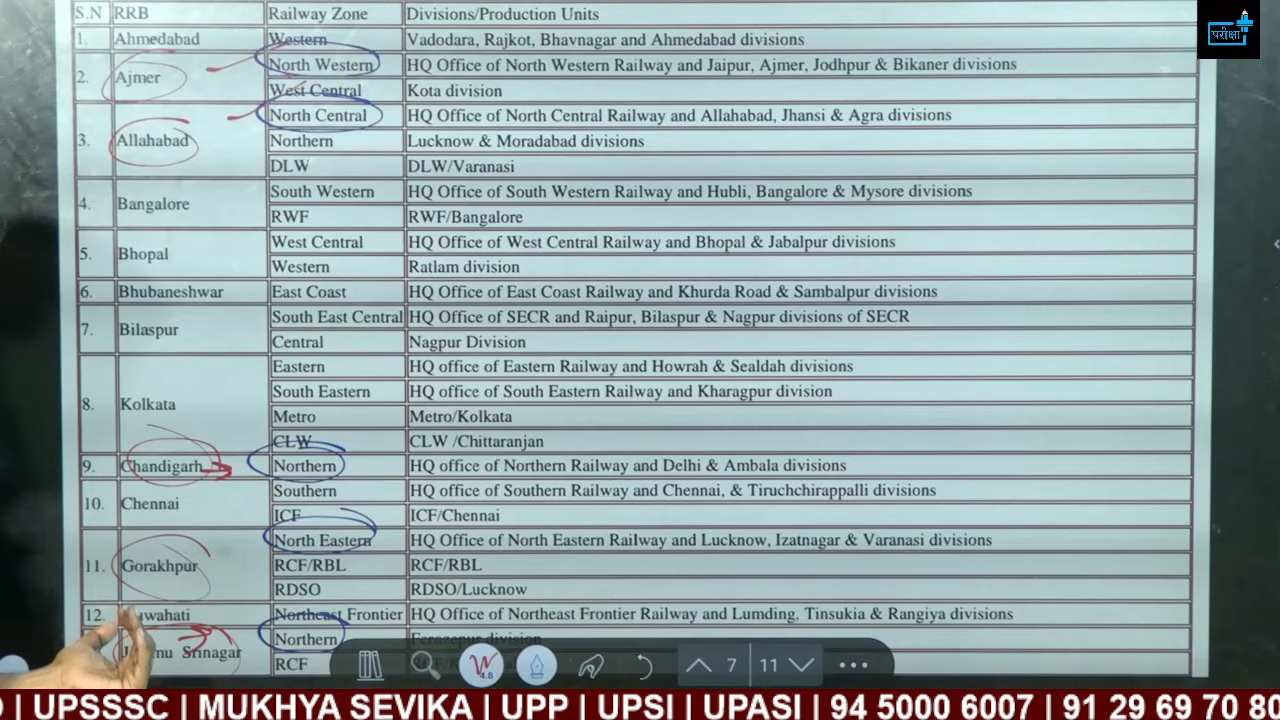 S.N RRB Railway Zone Divisions/Production Units
परीक्षा
1. Ahmedabad Western Vadodara, Rajkot, Bhavnagar and Ahmedabad divisions
2. Ajmer North Western HQ Office of North Western Railway and Jaipur, Ajmer, Jodhpur & Bikaner divisions
West Central Kota division
3. Allahabad North Central HQ Office of North Central Railway and Allahabad, Jhansi & Agra divisions
Northern Lucknow & Moradabad divisions
DLW DLW/Varanasi
4. Bangalore South Western HQ Office of South Western Railway and Hubli, Bangalore & Mysore divisions
RWF RWF/Bangalore
5. Bhopal West Central HQ Office of West Central Railway and Bhopal & Jabalpur divisions
Western Ratlam division
6. Bhubaneshwar East Coast HQ Office of East Coast Railway and Khurda Road & Sambalpur divisions
7. Bilaspur South East Central HQ Office of SECR and Raipur, Bilaspur & Nagpur divisions of SECR
Central Nagpur Division
8. Kolkata Eastern HQ office of Eastern Railway and Howrah & Sealdah divisions
South Eastern HQ office of South Eastern Railway and Kharagpur division
Metro Metro/Kolkata
CLW CLW /Chittaranjan
9. Chandigarh Northern HQ office of Northern Railway and Delhi & Ambala divisions
10. Chennai Southern HQ office of Southern Railway and Chennai, & Tiruchchirappalli divisions
ICF ICF/Chennai
11. Gorakhpur North Eastern HQ Office of North Eastern Railway and Lucknow, Izatnagar & Varanasi divisions
RCF/RBL RCF/RBL
RDSO RDSO/Lucknow
12. uwahati Northeast Frontier HQ Office of Northeast Frontier Railway and Lumding, Tinsukia & Rangiya divisions
Srinagar Northern Ferozepur division
RCF
7 11
| UPSSSC | MUKHYA SEVIKA | UPP | UPSI | UPASI | 94 5000 6007 | 91 29 69 70 80